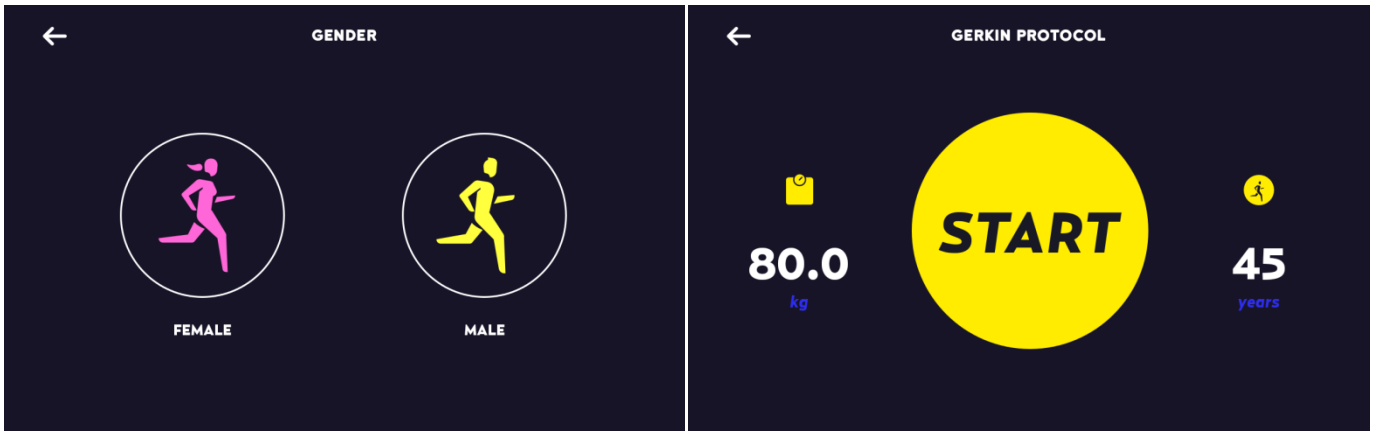 GENDER
FEMALE
MALE
GERKIN PROTOCOL
80.0
kg
START
45
years